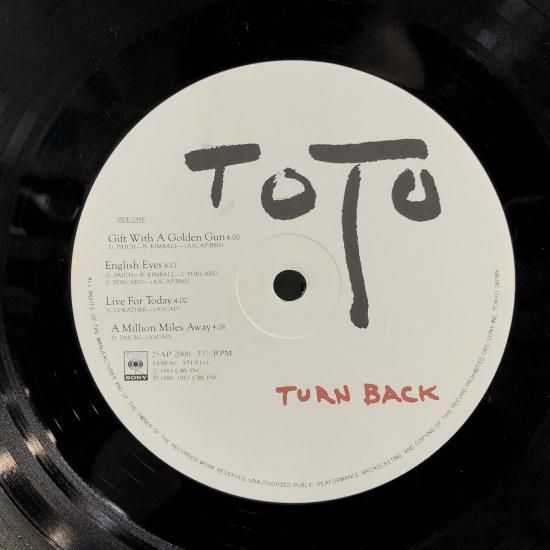 TOTO
SIDE ONE
Gift With A Golden Gun 4:00
D. PAICH—B. KIMBALL—(ASCAP/BMI)
English Eyes 6:11
D. PAICH—B. KIMBALL—J. PORCARO
S. PORCARO—(ASCAP/BMI)
Live For Today 4:00
S. LUKATHER—(ASCAP)
A Million Miles Away 4:26
D. PAICH—(ASCAP)
CBS
SONY
25AP 2000 33⅓RPM
JASRAC. STEREO.
©1981 CBS INC
℗1980, 1981 CBS INC
TURN BACK
ALL RIGHTS OF THE MANUFACTURER AND OF THE OWNER OF THE RECORDED WORK RESERVED. UNAUTHORIZED PUBLIC PERFORMANCE, BROADCASTING AND COPYING OF THIS RECORD PROHIBITED CBS/SONY INC. TOKYO JAPAN